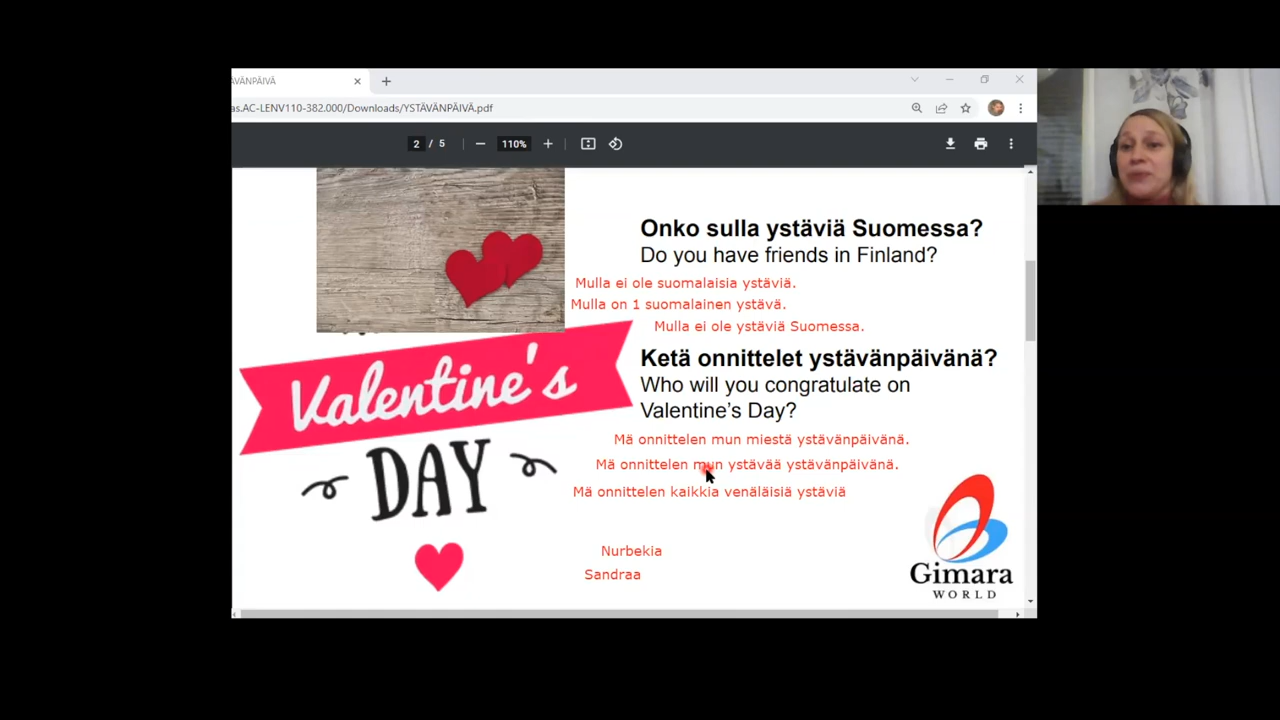 ÄVÄNPÄIVÄ
as.AC-LENV110-382.000/Downloads/YSTÄVÄNPÄIVÄ.pdf
2 / 5
110%
Onko sulla ystäviä Suomessa?
Do you have friends in Finland?
Mulla ei ole suomalaisia ystäviä.
Mulla on 1 suomalainen ystävä.
Mulla ei ole ystäviä Suomessa.
Valentine's
DAY
Ketä onnittelet ystävänpäivänä?
Who will you congratulate on
Valentine's Day?
Mä onnittelen mun miestä ystävänpäivänä.
Mä onnittelen mun ystävää ystävänpäivänä.
Mä onnittelen kaikkia venäläisiä ystäviä
Nurbekia
Sandraa
Gimara
WORLD